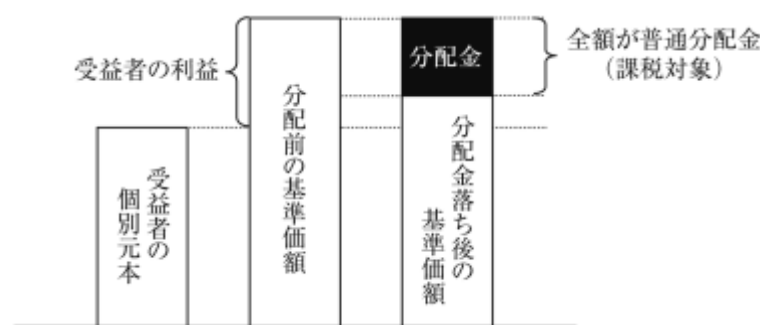 受益者の利益
分配金
全額が普通分配金
（課税対象）
受益者の
個別元本
分配前の基準価額
分配金落ち後の
基準価額